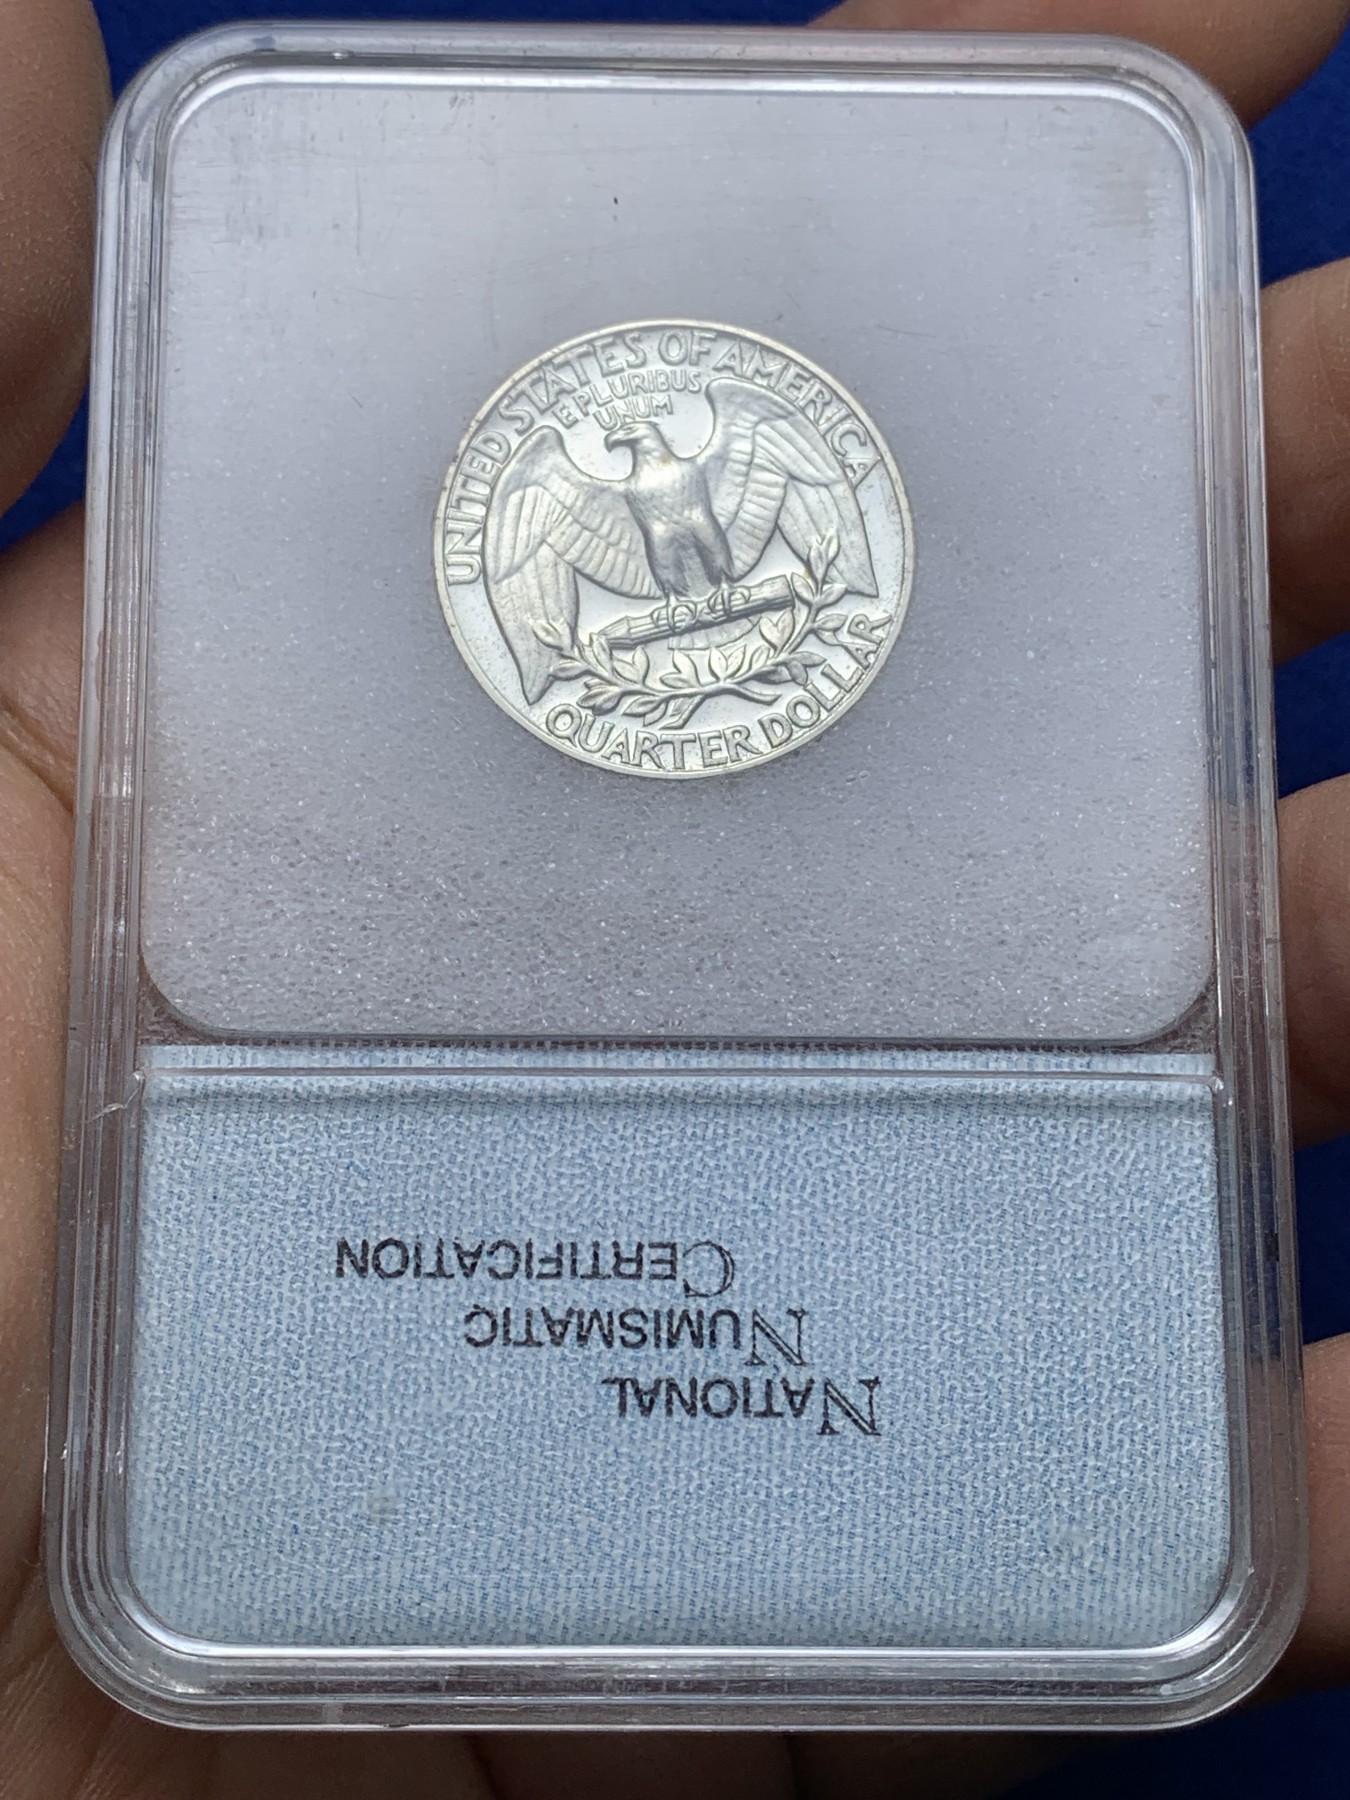 UNITED STATES OF AMERICA
E PLURIBUS
UNUM
QUARTER DOLLAR
NATIONAL
NUMISMATIC
CERTIFICATION